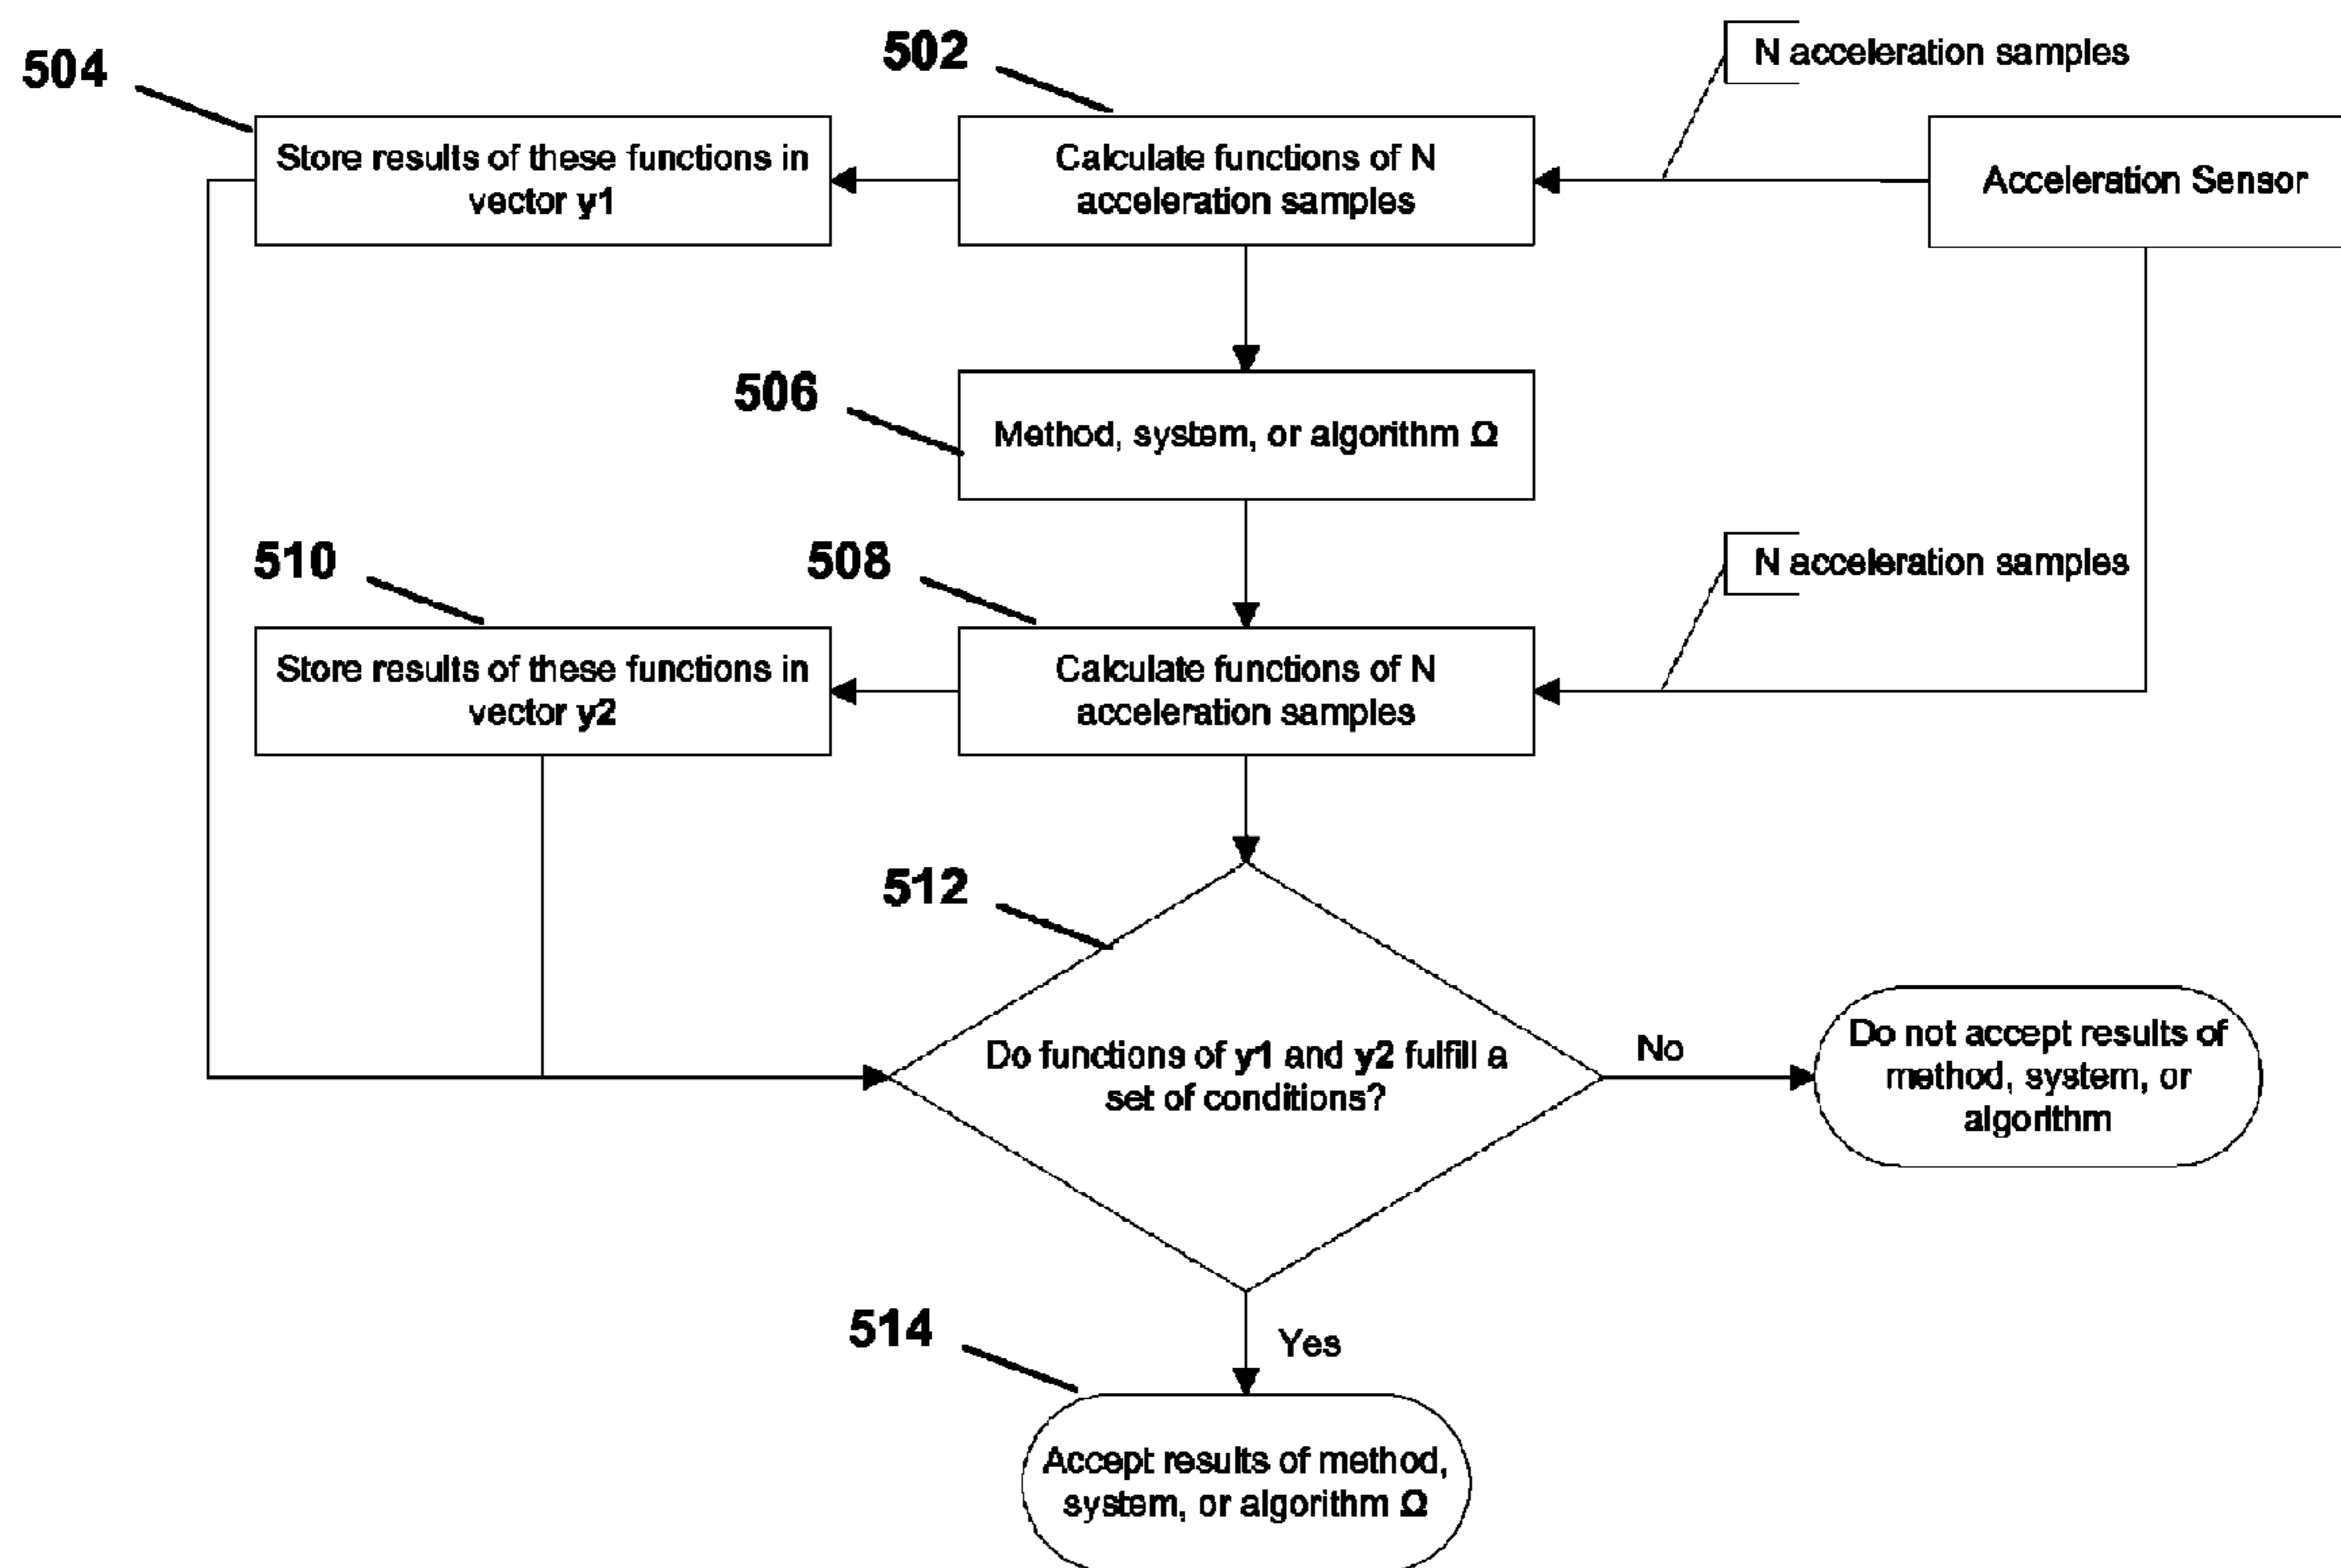 504
502
N acceleration samples
Store results of these functions in
vector y1
Calculate functions of N
acceleration samples
Acceleration Sensor
506
Method, system, or algorithm Ω
510
508
N acceleration samples
Store results of these functions in
vector y2
Calculate functions of N
acceleration samples
512
Do functions of y1 and y2 fulfill a
set of conditions?
No
Do not accept results of
method, system, or
algorithm
514
Yes
Accept results of method,
system, or algorithm Ω